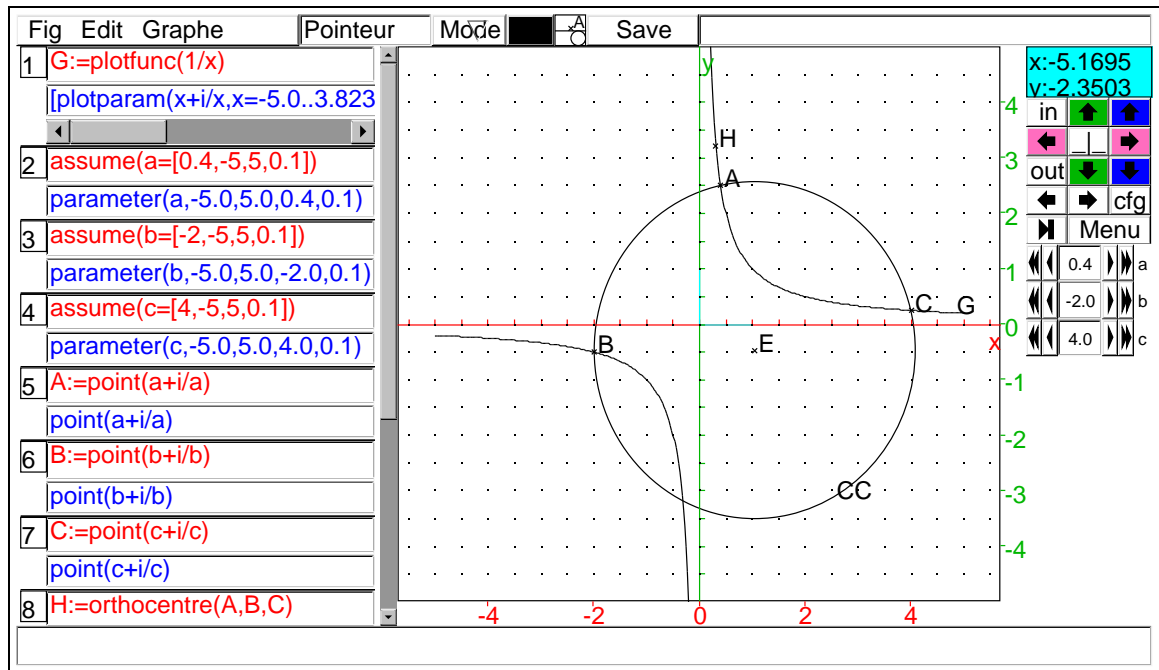 Fig Edit Graphe Pointeur Mode A Save
1 G:=plotfunc(1/x)
[plotparam(x+i/x,x=-5.0..3.823
2 assume(a=[0.4,-5,5,0.1])
parameter(a,-5.0,5.0,0.4,0.1)
3 assume(b=[-2,-5,5,0.1])
parameter(b,-5.0,5.0,-2.0,0.1)
4 assume(c=[4,-5,5,0.1])
parameter(c,-5.0,5.0,4.0,0.1)
5 A:=point(a+i/a)
point(a+i/a)
6 B:=point(b+i/b)
point(b+i/b)
7 C:=point(c+i/c)
point(c+i/c)
8 H:=orthocentre(A,B,C)
y
4
H
3
A
2
1
C G
0
x
B
E
-1
-2
CC
-3
-4
-4 -2 0 2 4
x:-5.1695
y:-2.3503
in
_|_
out
cfg
Menu
0.4 a
-2.0 b
4.0 c